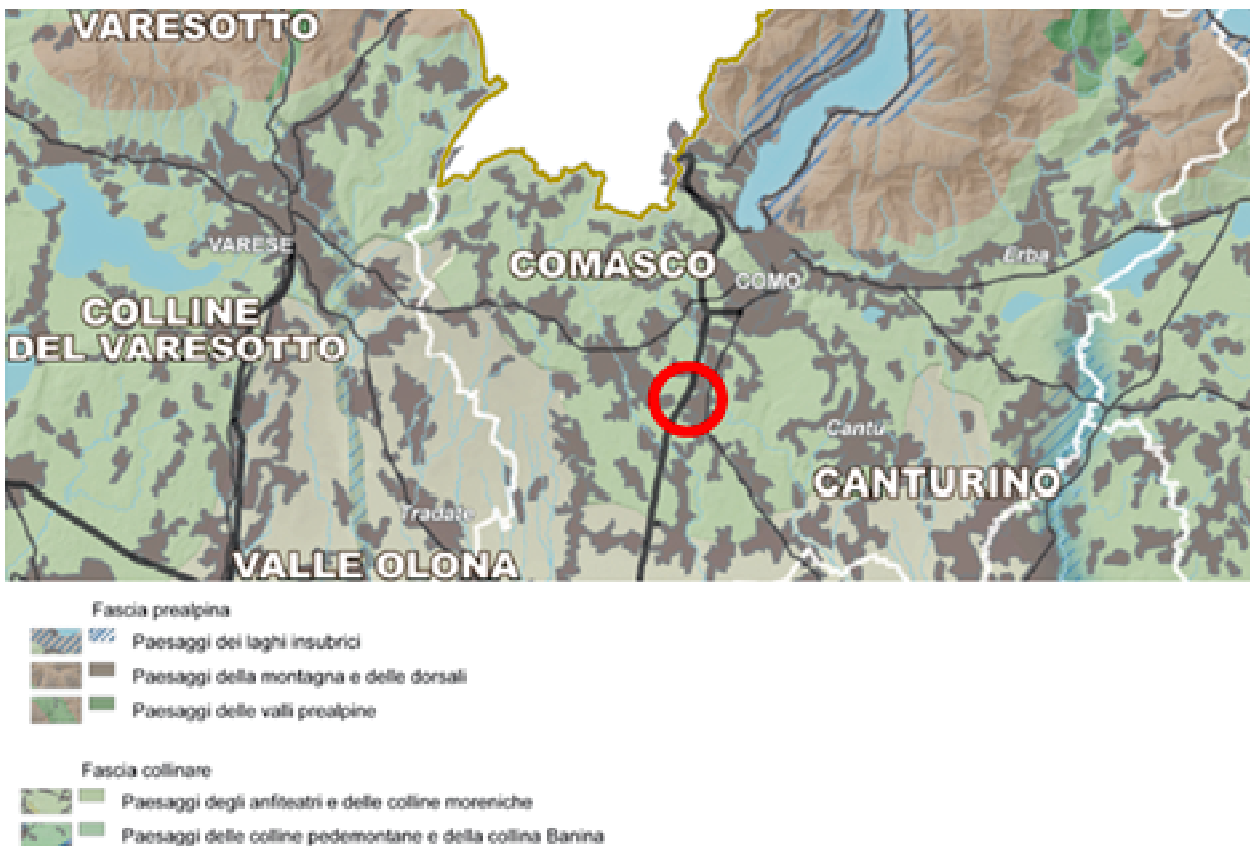 VARESOTTO
VARESE
COMASCO
COMO
Erba
COLLINE
DEL VARESOTTO
Cantu
CANTURINO
Tradate
VALLE OLONA
Fascia prealpina
Paesaggi dei laghi insubrici
Paesaggi della montagna e delle dorsali
Paesaggi delle valli prealpine
Fascia collinare
Paesaggi degli anfiteatri e delle colline moreniche
Paesaggi delle colline pedemontane e della collina Banina